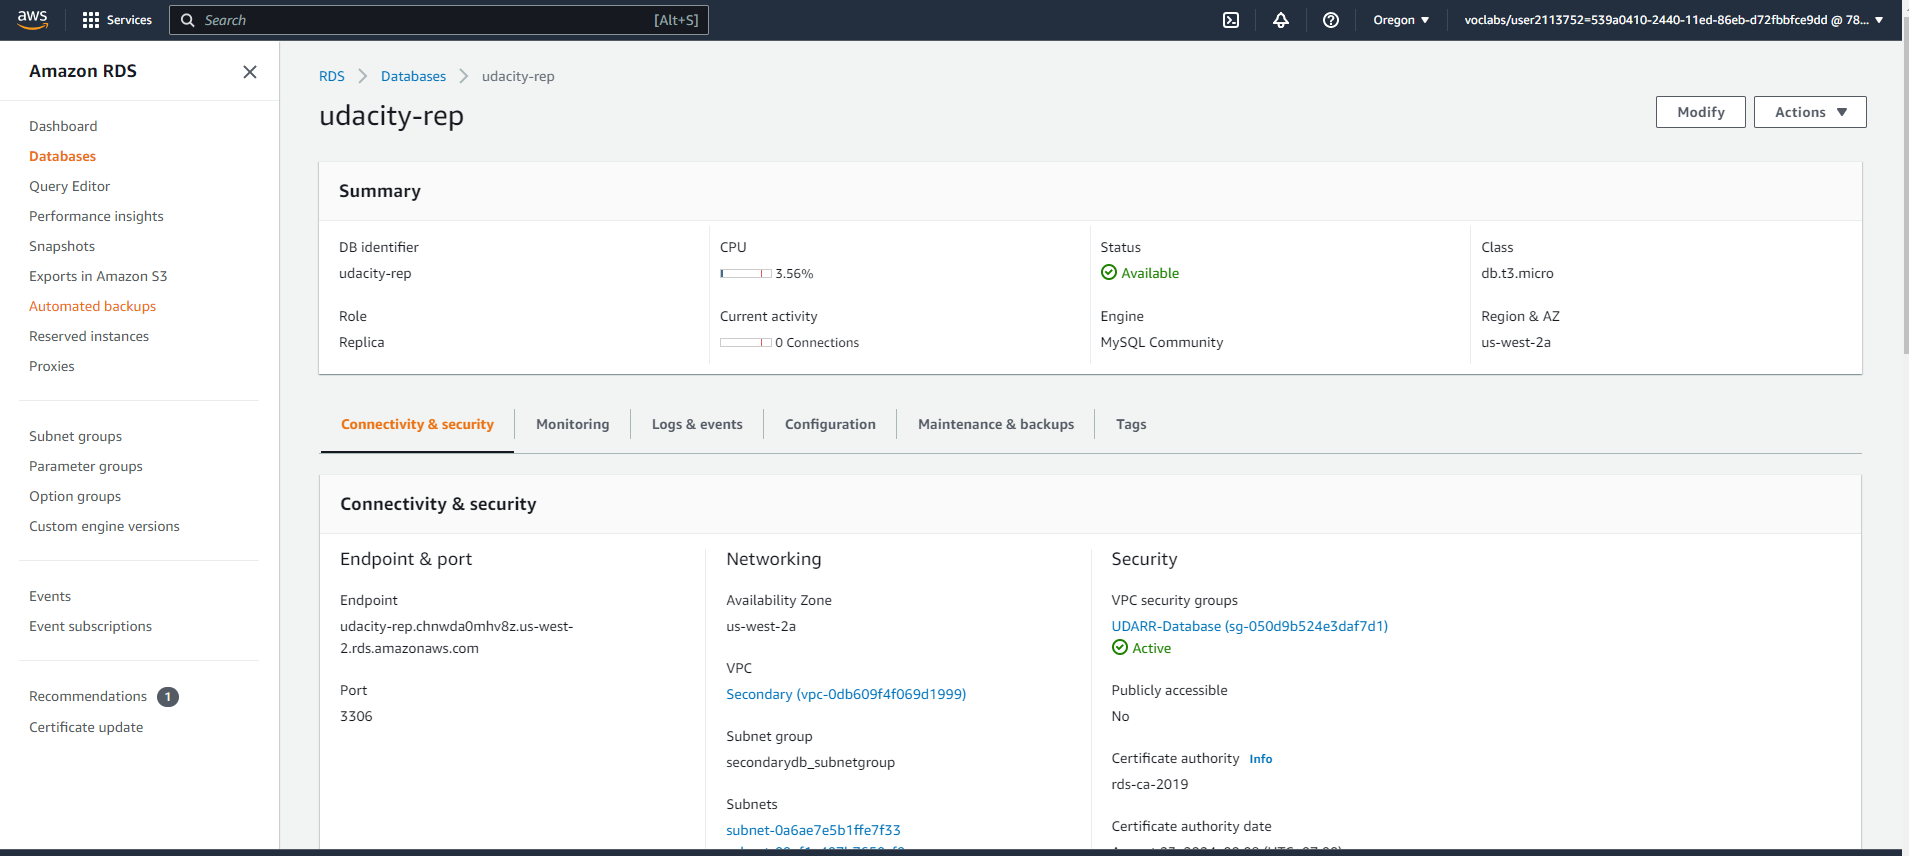 aws
Services
Search
[Alt+S]
Oregon
voclabs/user2113752=539a0410-2440-11ed-86eb-d72fbbfce9dd @ 78...
Amazon RDS
Dashboard
Databases
Query Editor
Performance insights
Snapshots
Exports in Amazon S3
Automated backups
Reserved instances
Proxies
Subnet groups
Parameter groups
Option groups
Custom engine versions
Events
Event subscriptions
Recommendations 1
Certificate update
RDS > Databases > udacity-rep
udacity-rep
Modify
Actions
Summary
DB identifier
udacity-rep
CPU
3.56%
Status
Available
Class
db.t3.micro
Role
Replica
Current activity
0 Connections
Engine
MySQL Community
Region & AZ
us-west-2a
Connectivity & security
Monitoring
Logs & events
Configuration
Maintenance & backups
Tags
Connectivity & security
Endpoint & port
Endpoint
udacity-rep.chnwda0mhv8z.us-west-
2.rds.amazonaws.com
Port
3306
Networking
Availability Zone
us-west-2a
VPC
Secondary (vpc-0db609f4f069d1999)
Subnet group
secondarydb_subnetgroup
Subnets
subnet-0a6ae7e5b1ffe7f33
Security
VPC security groups
UDARR-Database (sg-050d9b524e3daf7d1)
Active
Publicly accessible
No
Certificate authority Info
rds-ca-2019
Certificate authority date